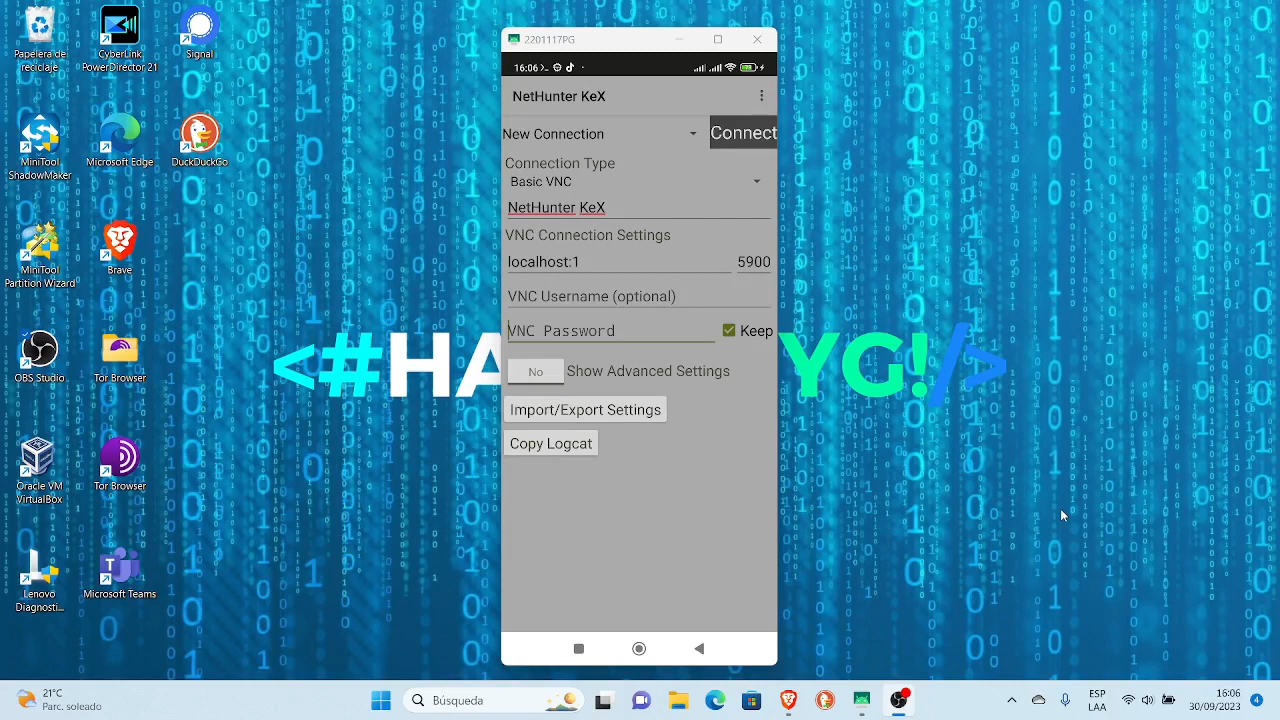 Papelera de
reciclaje
CyberLink
PowerDirector 21
Signal
MiniTool
ShadowMaker
Microsoft Edge
DuckDuckGo
MiniTool
Partition Wizard
Brave
OBS Studio
Tor Browser
Oracle VM
VirtualBox
Tor Browser
Lenovo
Diagnosti...
Microsoft Teams
<#HA
YG!/>
2201117PG
16:06
NetHunter KeX
New Connection
Connect
Connection Type
Basic VNC
NetHunter KeX
VNC Connection Settings
localhost:1 5900
VNC Username (optional)
VNC Password
Keep
No
Show Advanced Settings
Import/Export Settings
Copy Logcat
21°C
Parc. soleado
Búsqueda
ESP
LAA
16:06
30/09/2023
4